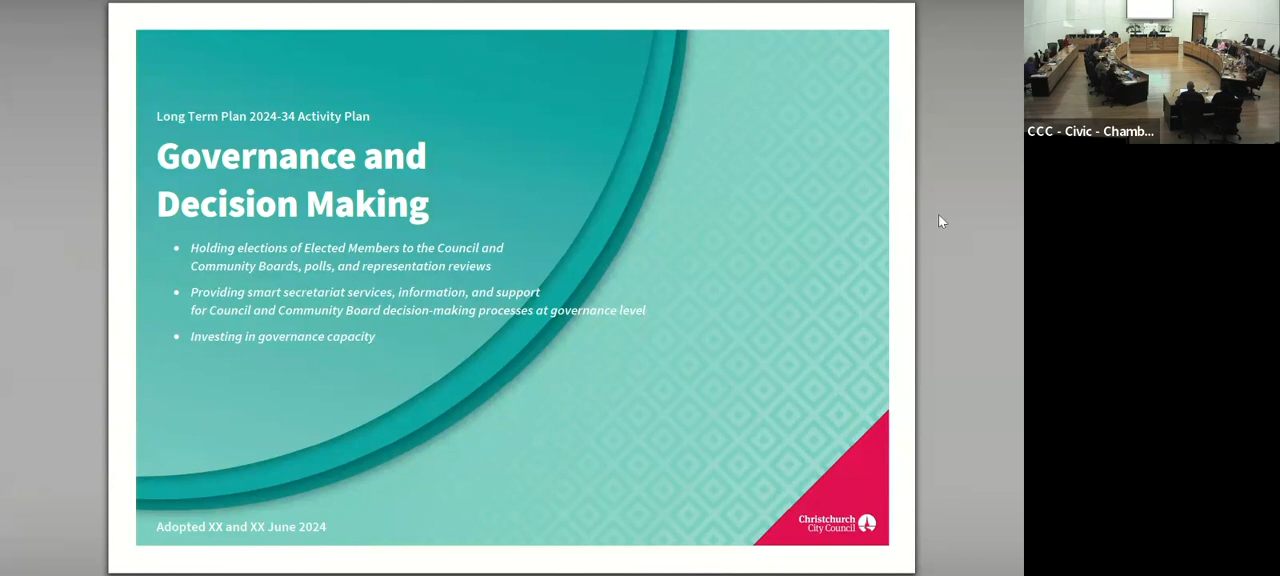 Long Term Plan 2024-34 Activity Plan
Governance and
Decision Making
• Holding elections of Elected Members to the Council and
Community Boards, polls, and representation reviews
• Providing smart secretariat services, information, and support
for Council and Community Board decision-making processes at governance level
• Investing in governance capacity
Adopted XX and XX June 2024
Christchurch
City Council
CCC - Civic - Chamb...